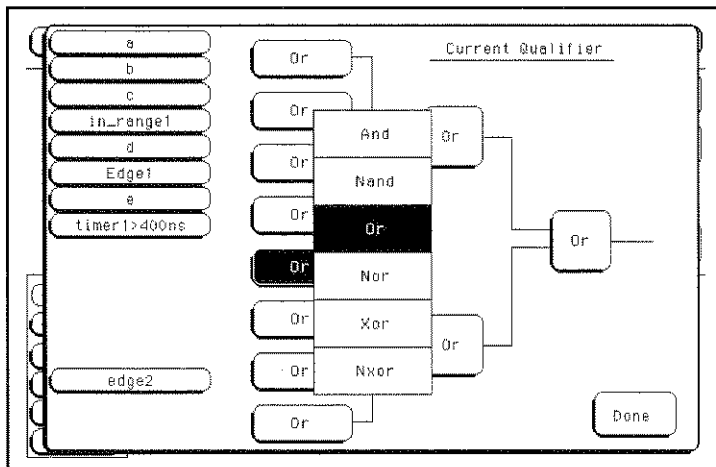 Current Qualifier
a
b
c
in_range1
d
Edge1
e
timer1>400ns
edge2
Or
Or
Or
Or
Or
Or
Or
Or
And
Nand
Or
Nor
Xor
Nxor
Or
Or
Or
Done